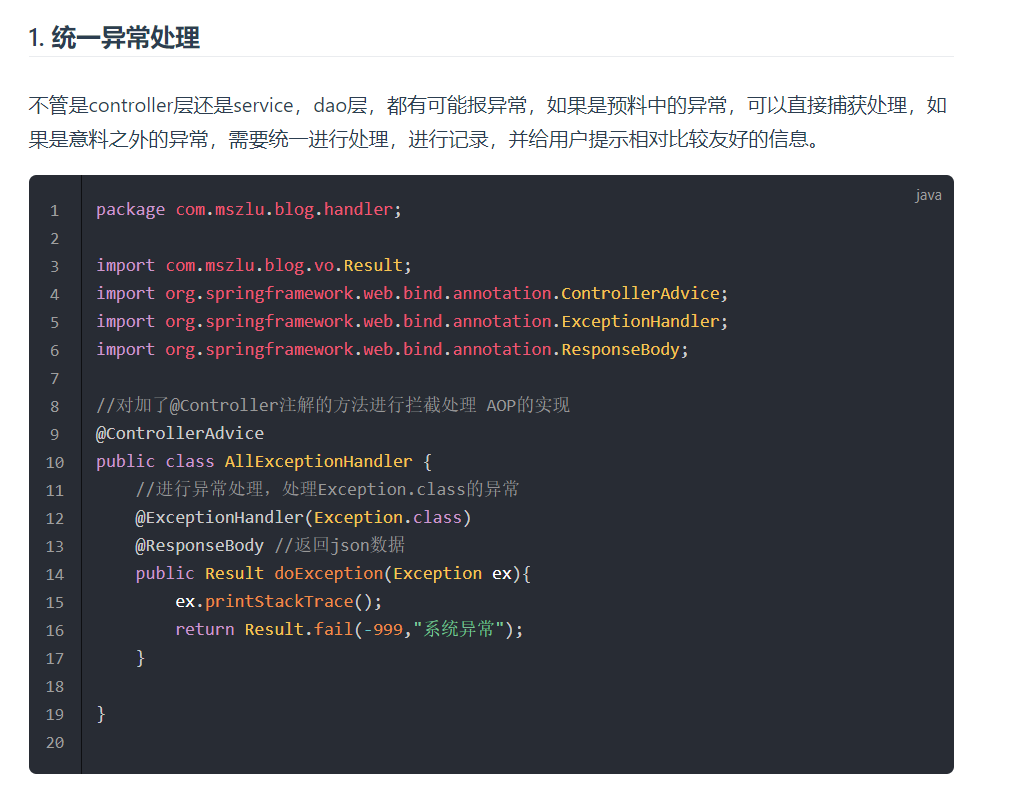 1. 统一异常处理
不管是controller层还是service，dao层，都有可能报异常，如果是预料中的异常，可以直接捕获处理，如
果是意料之外的异常，需要统一进行处理，进行记录，并给用户提示相对比较友好的信息。
java
1 package com.mszlu.blog.handler;
2
3 import com.mszlu.blog.vo.Result;
4 import org.springframework.web.bind.annotation.ControllerAdvice;
5 import org.springframework.web.bind.annotation.ExceptionHandler;
6 import org.springframework.web.bind.annotation.ResponseBody;
7
8 //对加了@Controller注解的方法进行拦截处理 AOP的实现
9 @ControllerAdvice
10 public class AllExceptionHandler {
11     //进行异常处理，处理Exception.class的异常
12     @ExceptionHandler(Exception.class)
13     @ResponseBody //返回json数据
14     public Result doException(Exception ex){
15         ex.printStackTrace();
16         return Result.fail(-999,"系统异常");
17     }
18
19 }
20